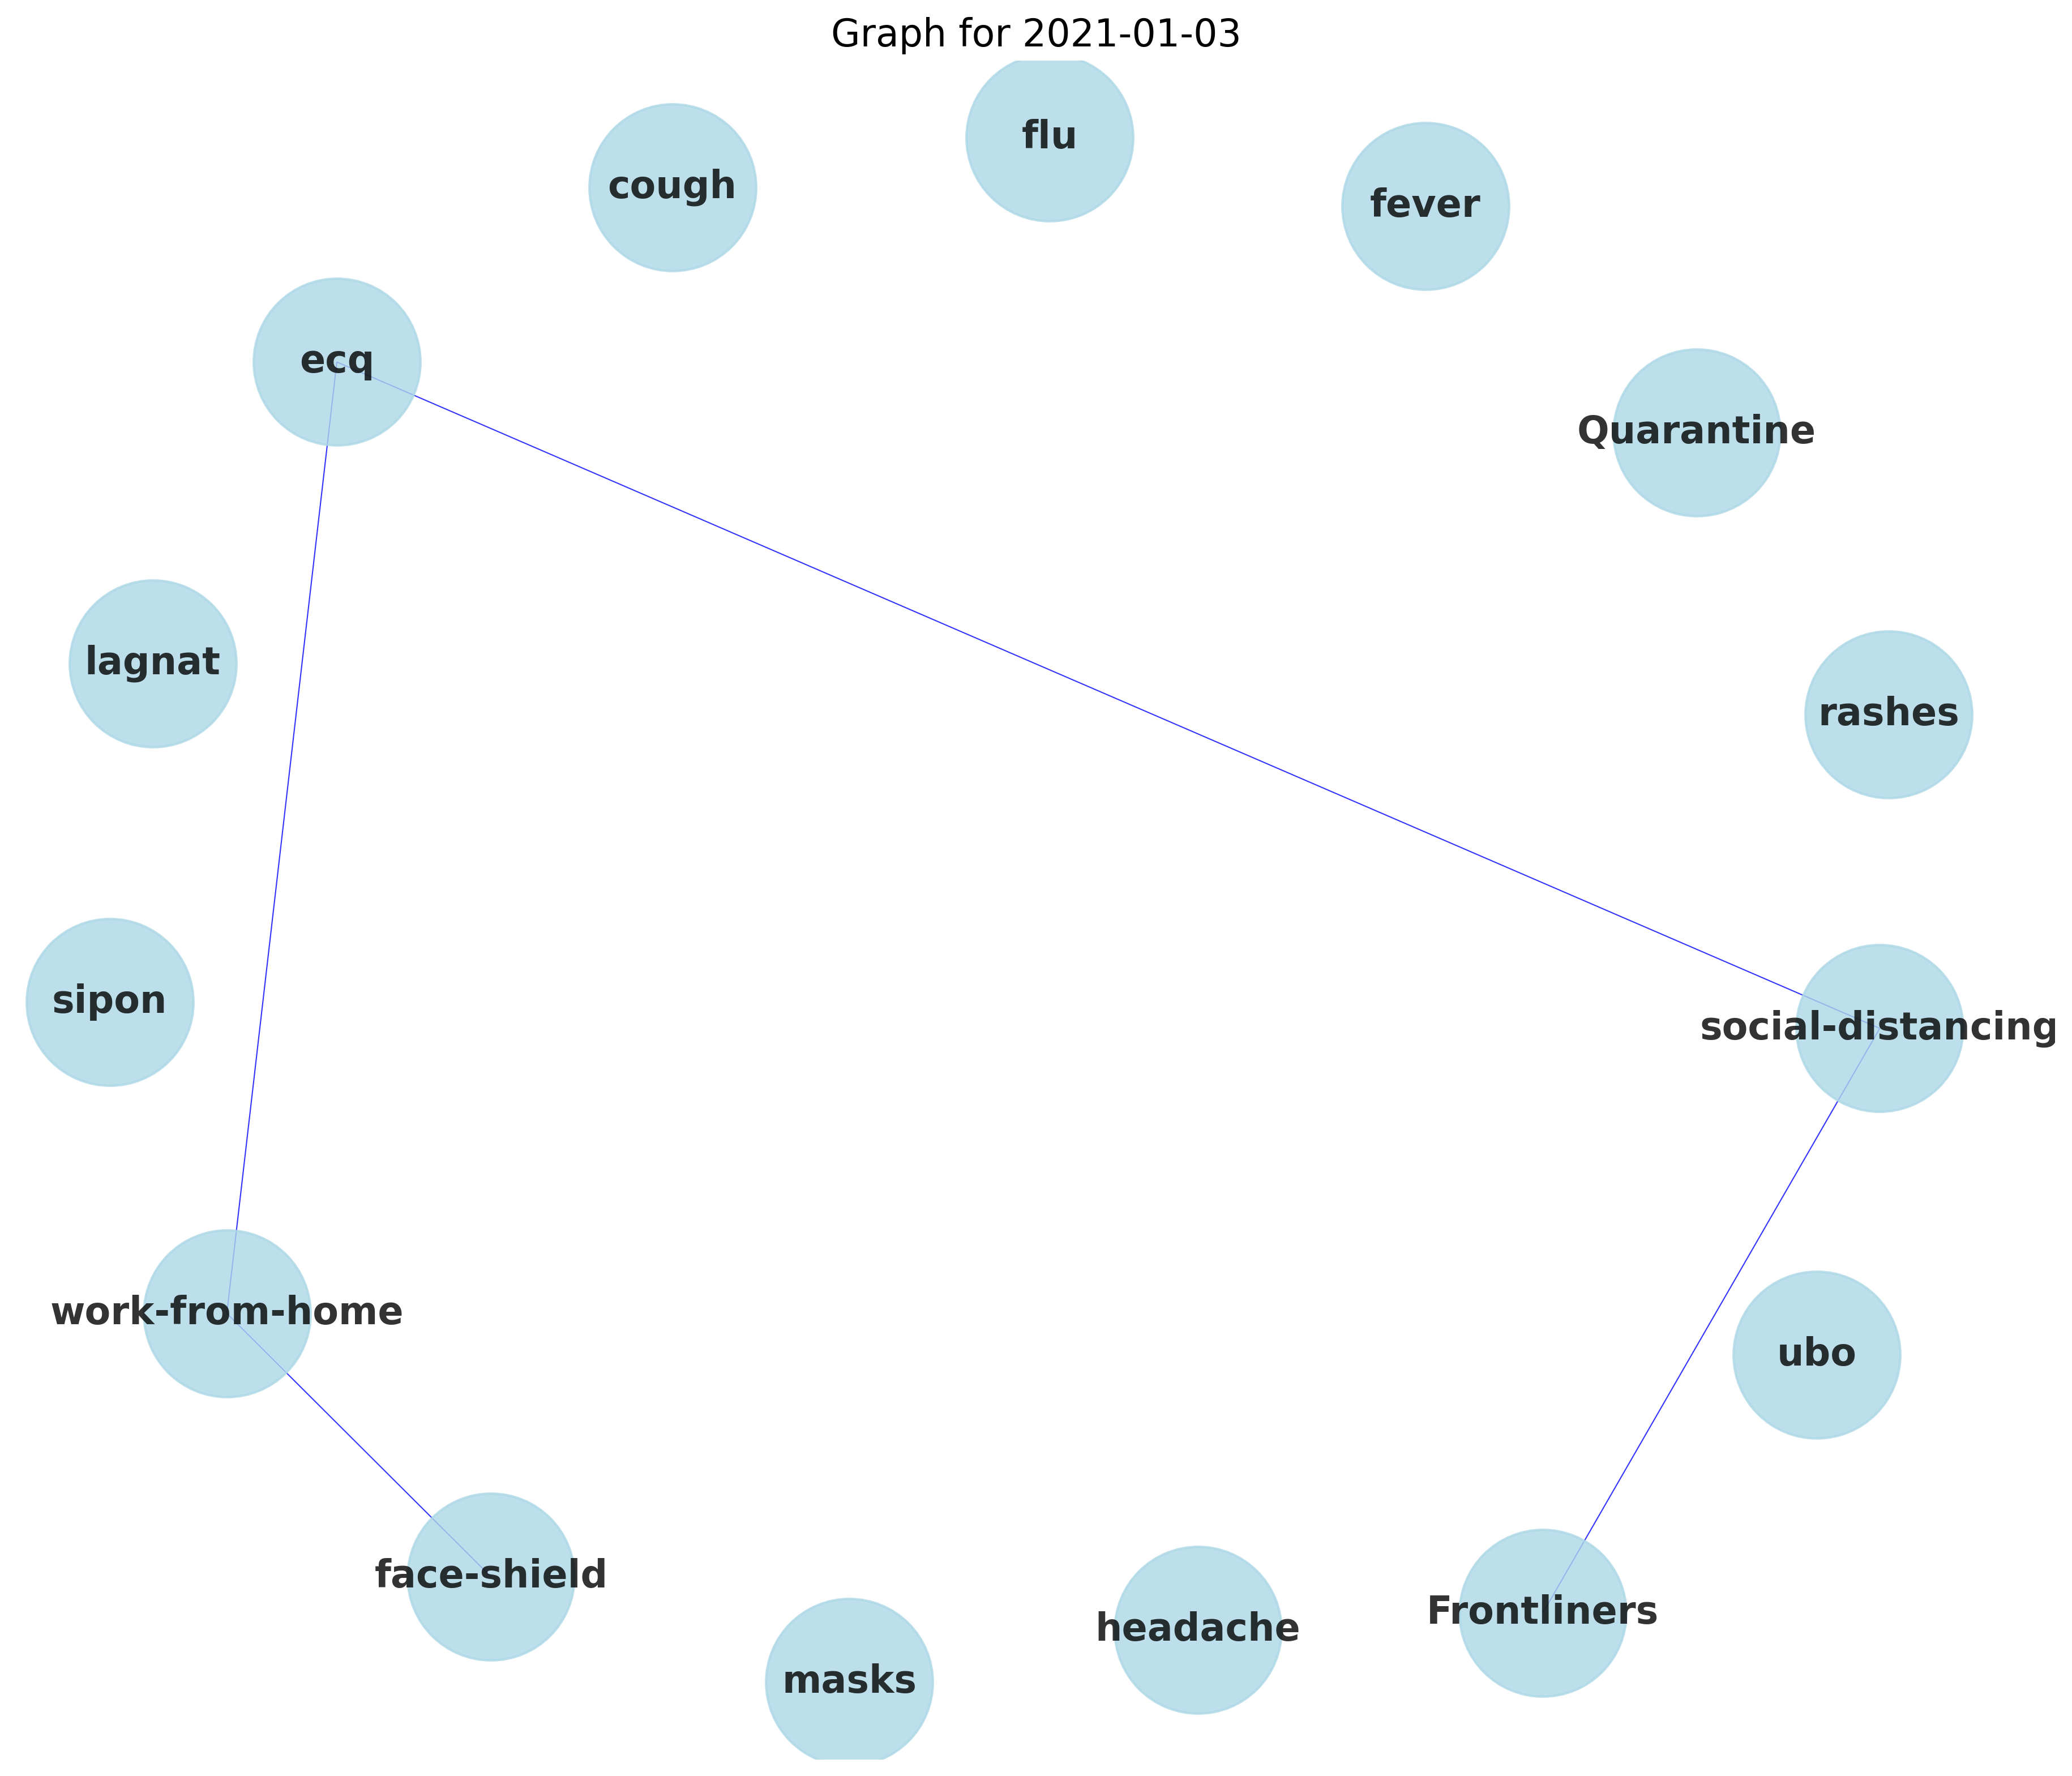 Graph for 2021-01-03
flu
cough
fever
ecq
Quarantine
lagnat
rashes
sipon
social-distancing
work-from-home
ubo
face-shield
Frontliners
headache
masks